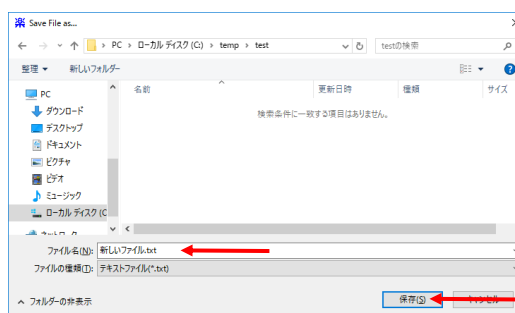 Save File as...
PC › ローカル ディスク (C:) › temp › test
testの検索
整理 新しいフォルダー
名前 更新日時 種類 サイズ
検索条件に一致する項目はありません。
PC
ダウンロード
デスクトップ
ドキュメント
ピクチャ
ビデオ
ミュージック
ローカル ディスク (C
ファイル名(N): 新しいファイル.txt
ファイルの種類(T): テキストファイル(*.txt)
フォルダーの非表示
保存(S)